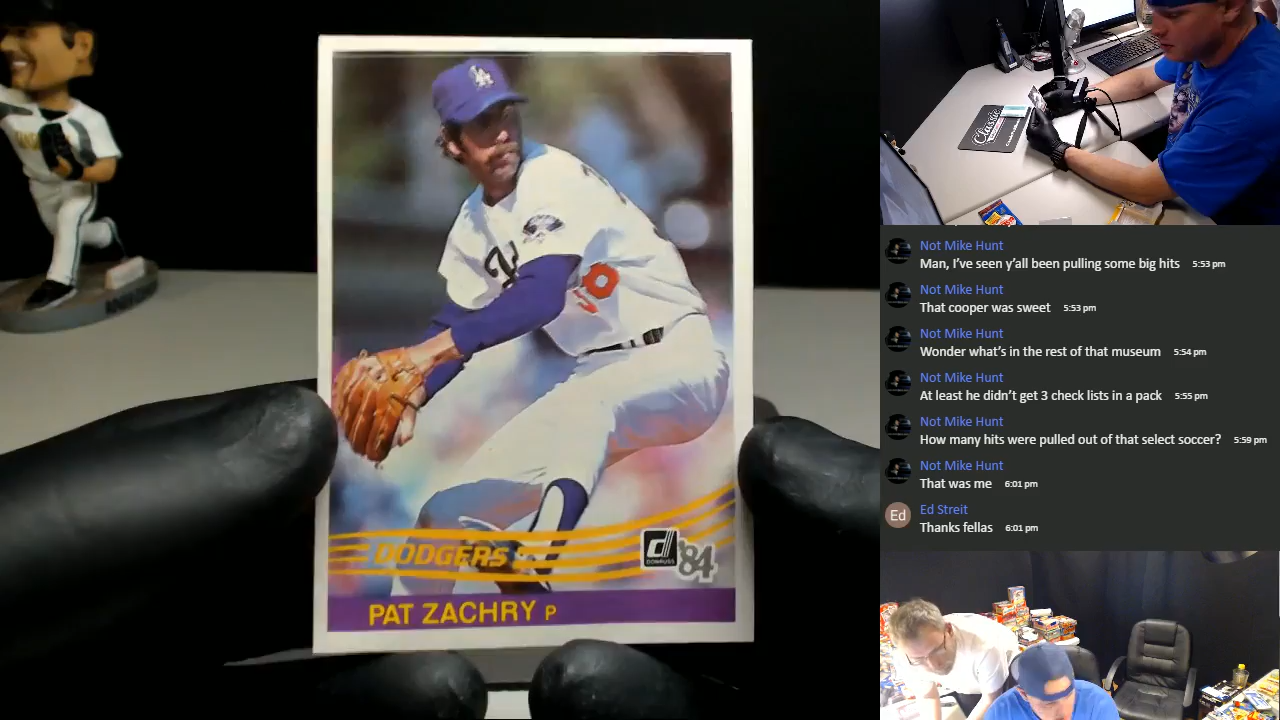 LA
50
DODGERS
d
DONRUSS
'84
PAT ZACHRY P
Classic
Not Mike Hunt
Man, I've seen y'all been pulling some big hits 5:53 pm
Not Mike Hunt
That cooper was sweet 5:53 pm
Not Mike Hunt
Wonder what's in the rest of that museum 5:54 pm
Not Mike Hunt
At least he didn't get 3 check lists in a pack 5:55 pm
Not Mike Hunt
How many hits were pulled out of that select soccer? 5:59 pm
Not Mike Hunt
That was me 6:01 pm
Ed
Ed Streit
Thanks fellas 6:01 pm